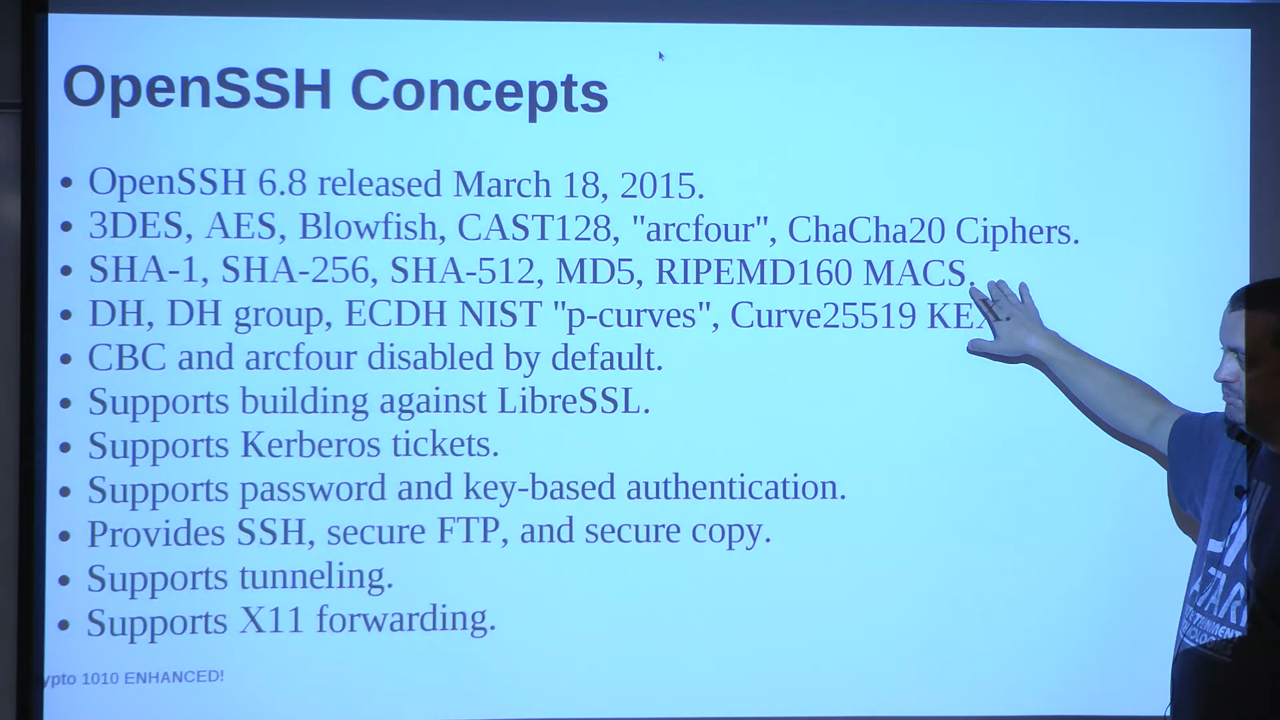 OpenSSH Concepts
• OpenSSH 6.8 released March 18, 2015.
• 3DES, AES, Blowfish, CAST128, "arcfour", ChaCha20 Ciphers.
• SHA-1, SHA-256, SHA-512, MD5, RIPEMD160 MACS.
• DH, DH group, ECDH NIST "p-curves", Curve25519 KEX.
• CBC and arcfour disabled by default.
• Supports building against LibreSSL.
• Supports Kerberos tickets.
• Supports password and key-based authentication.
• Provides SSH, secure FTP, and secure copy.
• Supports tunneling.
• Supports X11 forwarding.
ypto 1010 ENHANCED!